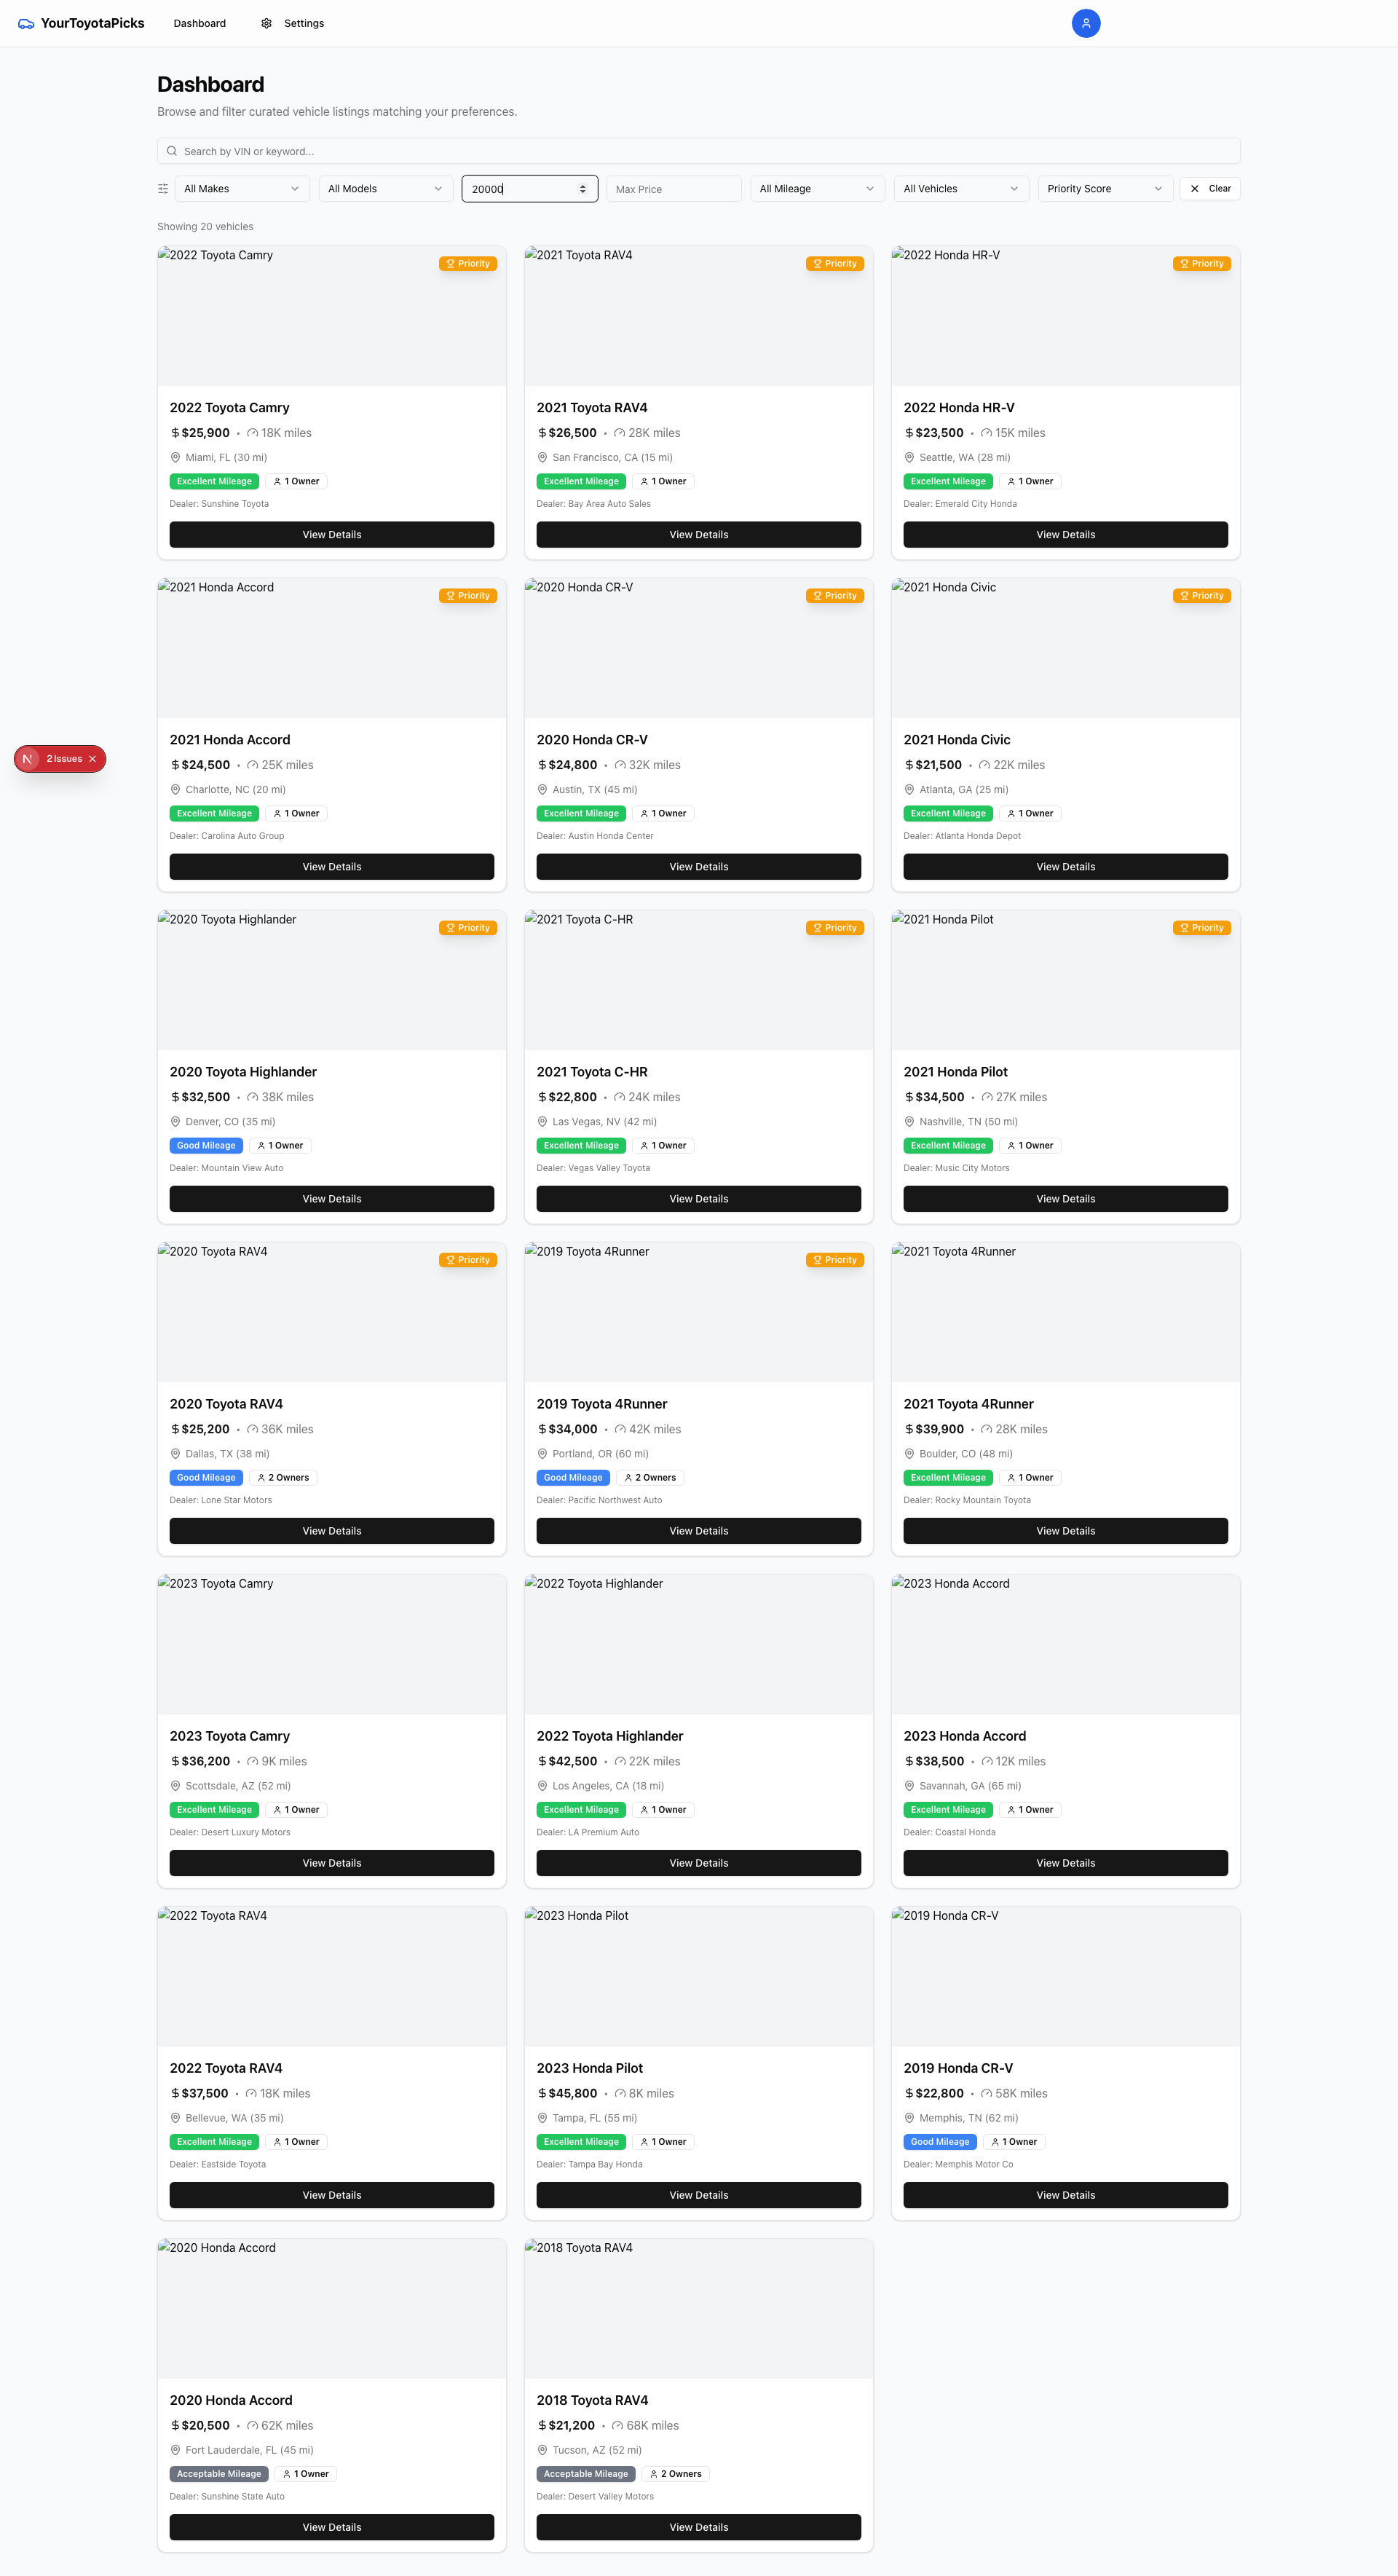 YourToyotaPicks Dashboard Settings
Dashboard
Browse and filter curated vehicle listings matching your preferences.
Search by VIN or keyword...
All Makes All Models 20000 Max Price All Mileage All Vehicles Priority Score Clear
Showing 20 vehicles
2022 Toyota Camry Priority 2021 Toyota RAV4 Priority 2022 Honda HR-V Priority
2022 Toyota Camry 2021 Toyota RAV4 2022 Honda HR-V
$ $25,900 • 18K miles $ $26,500 • 28K miles $ $23,500 • 15K miles
Miami, FL (30 mi) San Francisco, CA (15 mi) Seattle, WA (28 mi)
Excellent Mileage 1 Owner Excellent Mileage 1 Owner Excellent Mileage 1 Owner
Dealer: Sunshine Toyota Dealer: Bay Area Auto Sales Dealer: Emerald City Honda
View Details View Details View Details
2021 Honda Accord Priority 2020 Honda CR-V Priority 2021 Honda Civic Priority
2021 Honda Accord 2020 Honda CR-V 2021 Honda Civic
$ $24,500 • 25K miles $ $24,800 • 32K miles $ $21,500 • 22K miles
N 2 Issues
Charlotte, NC (20 mi) Austin, TX (45 mi) Atlanta, GA (25 mi)
Excellent Mileage 1 Owner Excellent Mileage 1 Owner Excellent Mileage 1 Owner
Dealer: Carolina Auto Group Dealer: Austin Honda Center Dealer: Atlanta Honda Depot
View Details View Details View Details
2020 Toyota Highlander Priority 2021 Toyota C-HR Priority 2021 Honda Pilot Priority
2020 Toyota Highlander 2021 Toyota C-HR 2021 Honda Pilot
$ $32,500 • 38K miles $ $22,800 • 24K miles $ $34,500 • 27K miles
Denver, CO (35 mi) Las Vegas, NV (42 mi) Nashville, TN (50 mi)
Good Mileage 1 Owner Excellent Mileage 1 Owner Excellent Mileage 1 Owner
Dealer: Mountain View Auto Dealer: Vegas Valley Toyota Dealer: Music City Motors
View Details View Details View Details
2020 Toyota RAV4 Priority 2019 Toyota 4Runner Priority 2021 Toyota 4Runner
2020 Toyota RAV4 2019 Toyota 4Runner 2021 Toyota 4Runner
$ $25,200 • 36K miles $ $34,000 • 42K miles $ $39,900 • 28K miles
Dallas, TX (38 mi) Portland, OR (60 mi) Boulder, CO (48 mi)
Good Mileage 2 Owners Good Mileage 2 Owners Excellent Mileage 1 Owner
Dealer: Lone Star Motors Dealer: Pacific Northwest Auto Dealer: Rocky Mountain Toyota
View Details View Details View Details
2023 Toyota Camry 2022 Toyota Highlander 2023 Honda Accord
2023 Toyota Camry 2022 Toyota Highlander 2023 Honda Accord
$ $36,200 • 9K miles $ $42,500 • 22K miles $ $38,500 • 12K miles
Scottsdale, AZ (52 mi) Los Angeles, CA (18 mi) Savannah, GA (65 mi)
Excellent Mileage 1 Owner Excellent Mileage 1 Owner Excellent Mileage 1 Owner
Dealer: Desert Luxury Motors Dealer: LA Premium Auto Dealer: Coastal Honda
View Details View Details View Details
2022 Toyota RAV4 2023 Honda Pilot 2019 Honda CR-V
2022 Toyota RAV4 2023 Honda Pilot 2019 Honda CR-V
$ $37,500 • 18K miles $ $45,800 • 8K miles $ $22,800 • 58K miles
Bellevue, WA (35 mi) Tampa, FL (55 mi) Memphis, TN (62 mi)
Excellent Mileage 1 Owner Excellent Mileage 1 Owner Good Mileage 1 Owner
Dealer: Eastside Toyota Dealer: Tampa Bay Honda Dealer: Memphis Motor Co
View Details View Details View Details
2020 Honda Accord 2018 Toyota RAV4
2020 Honda Accord 2018 Toyota RAV4
$ $20,500 • 62K miles $ $21,200 • 68K miles
Fort Lauderdale, FL (45 mi) Tucson, AZ (52 mi)
Acceptable Mileage 1 Owner Acceptable Mileage 2 Owners
Dealer: Sunshine State Auto Dealer: Desert Valley Motors
View Details View Details